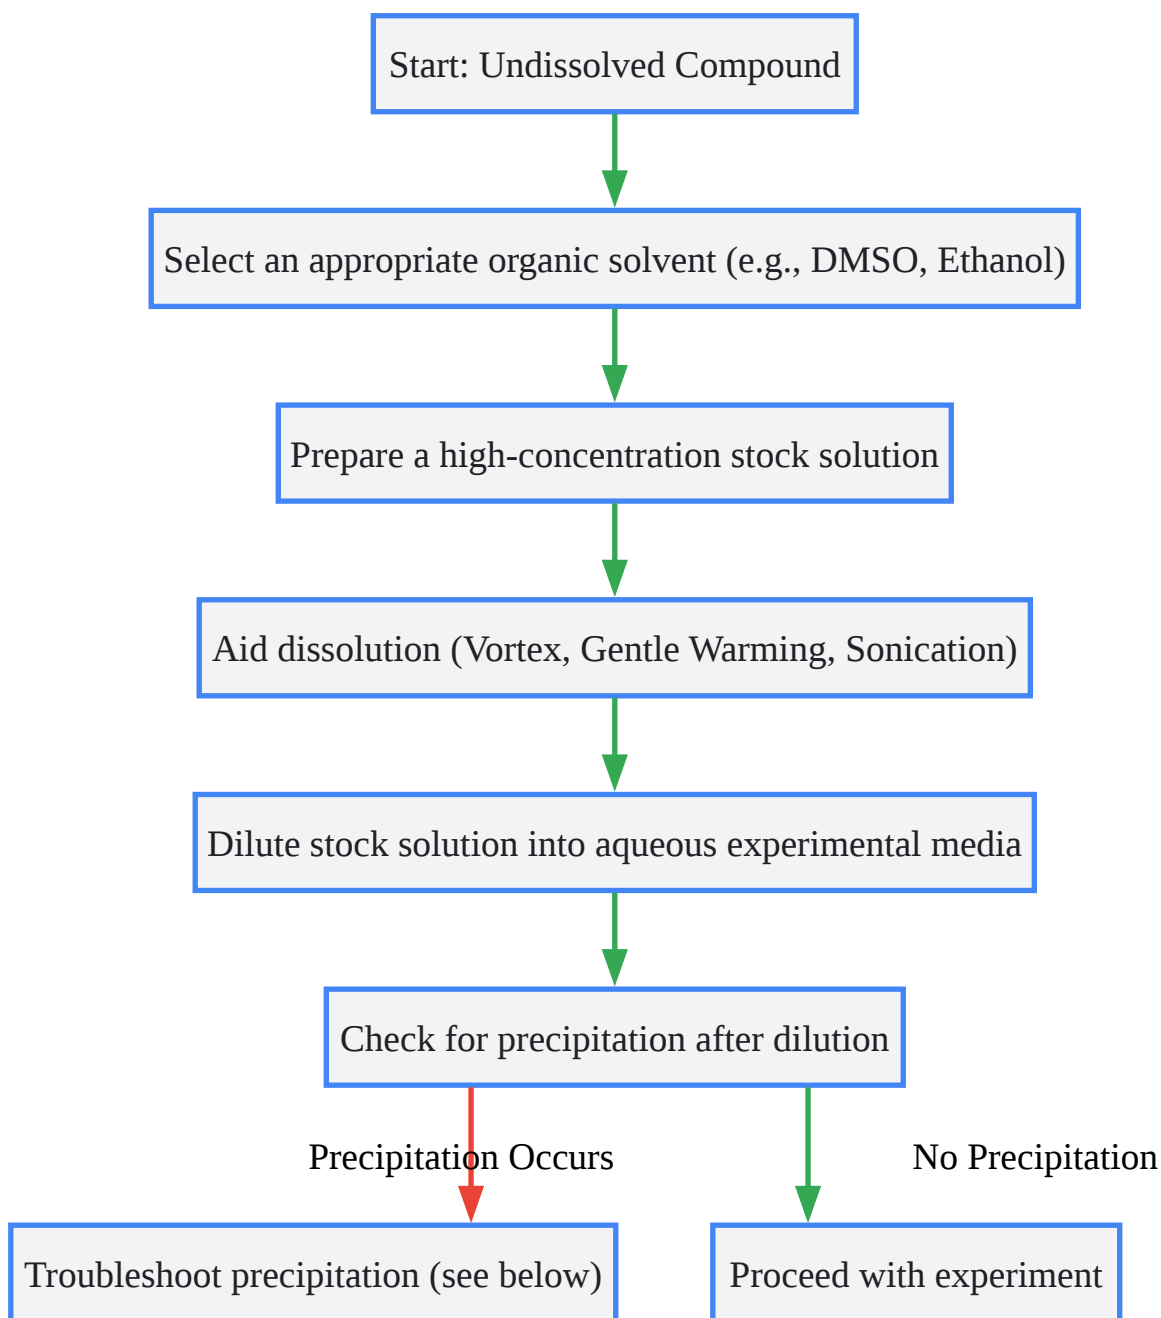 Start: Undissolved Compound
Select an appropriate organic solvent (e.g., DMSO, Ethanol)
Prepare a high-concentration stock solution
Aid dissolution (Vortex, Gentle Warming, Sonication)
Dilute stock solution into aqueous experimental media
Check for precipitation after dilution
Precipitation Occurs
No Precipitation
Troubleshoot precipitation (see below)
Proceed with experiment